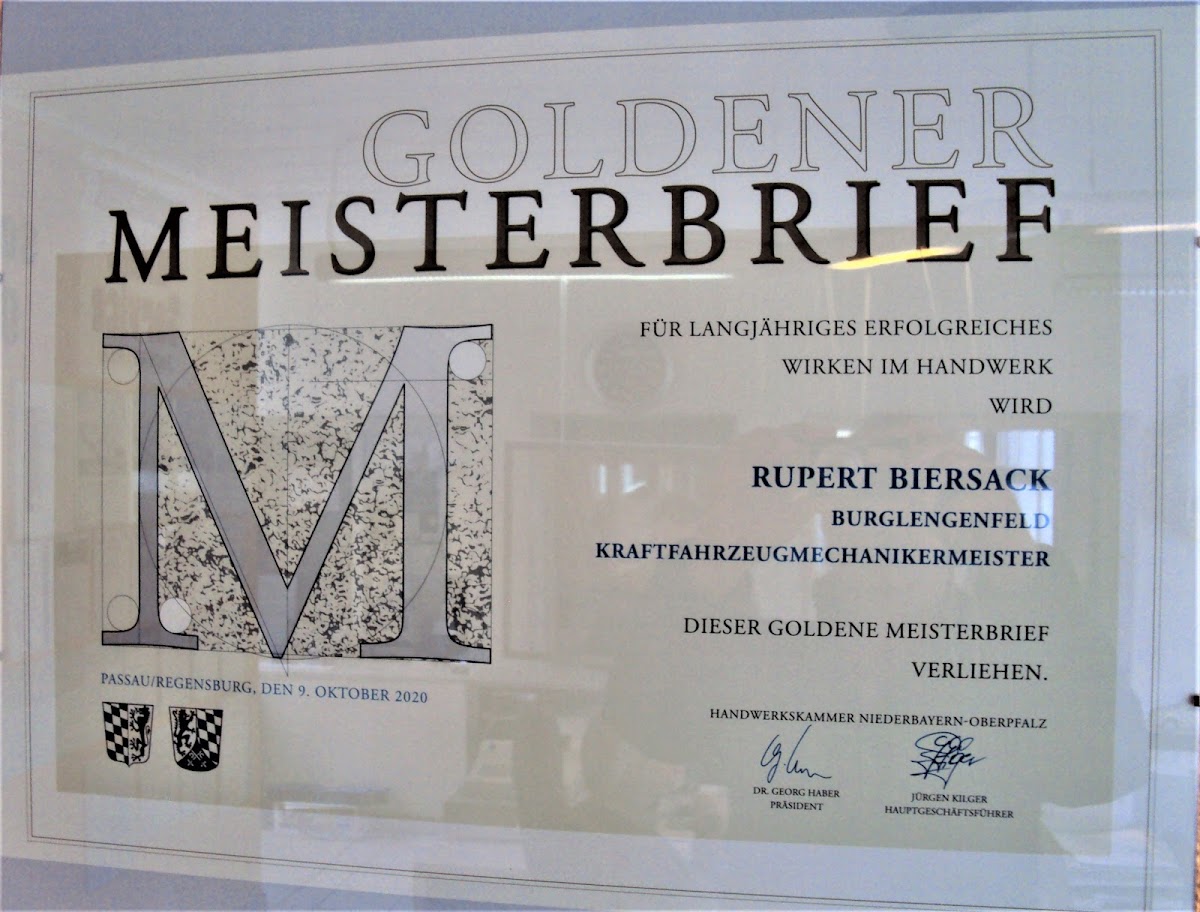 GOLDENER
MEISTERBRIEF
FÜR LANGJÄHRIGES ERFOLGREICHES
WIRKEN IM HANDWERK
WIRD
RUPERT BIERSACK
BURGLENGENFELD
KRAFTFAHRZEUGMECHANIKERMEISTER
DIESER GOLDENE MEISTERBRIEF
VERLIEHEN.
PASSAU/REGENSBURG, DEN 9. OKTOBER 2020
HANDWERKSKAMMER NIEDERBAYERN-OBERPFALZ
DR. GEORG HABER
PRÄSIDENT
JÜRGEN KILGER
HAUPTGESCHÄFTSFÜHRER